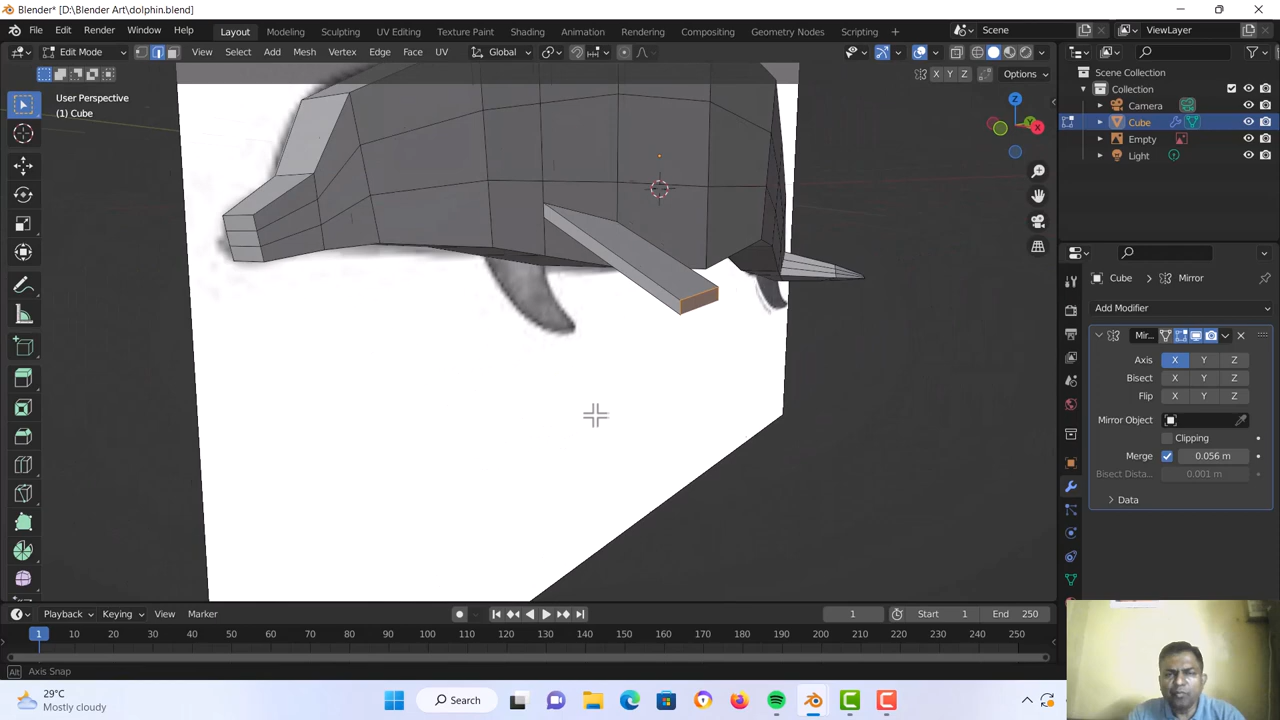 Blender* [D:\Blender Art\dolphin.blend]
File Edit Render Window Help Layout Modeling Sculpting UV Editing Texture Paint Shading Animation Rendering Compositing Geometry Nodes Scripting + Scene ViewLayer
Edit Mode View Select Add Mesh Vertex Edge Face UV Global
X Y Z Options
User Perspective
(1) Cube
Scene Collection
Collection
Camera
Cube
Empty
Light
Z
Y
X
Cube > Mirror
Add Modifier
Mir...
Axis X Y Z
Bisect X Y Z
Flip X Y Z
Mirror Object
Clipping
Merge 0.056 m
Bisect Dista... 0.001 m
Data
Playback Keying View Marker 1 Start 1 End 250
1 10 20 30 40 50 60 70 80 90 100 110 120 130 140 150 160 170 180 190 200 210 220 230 240 250
Alt Axis Snap
29°C
Mostly cloudy
Search